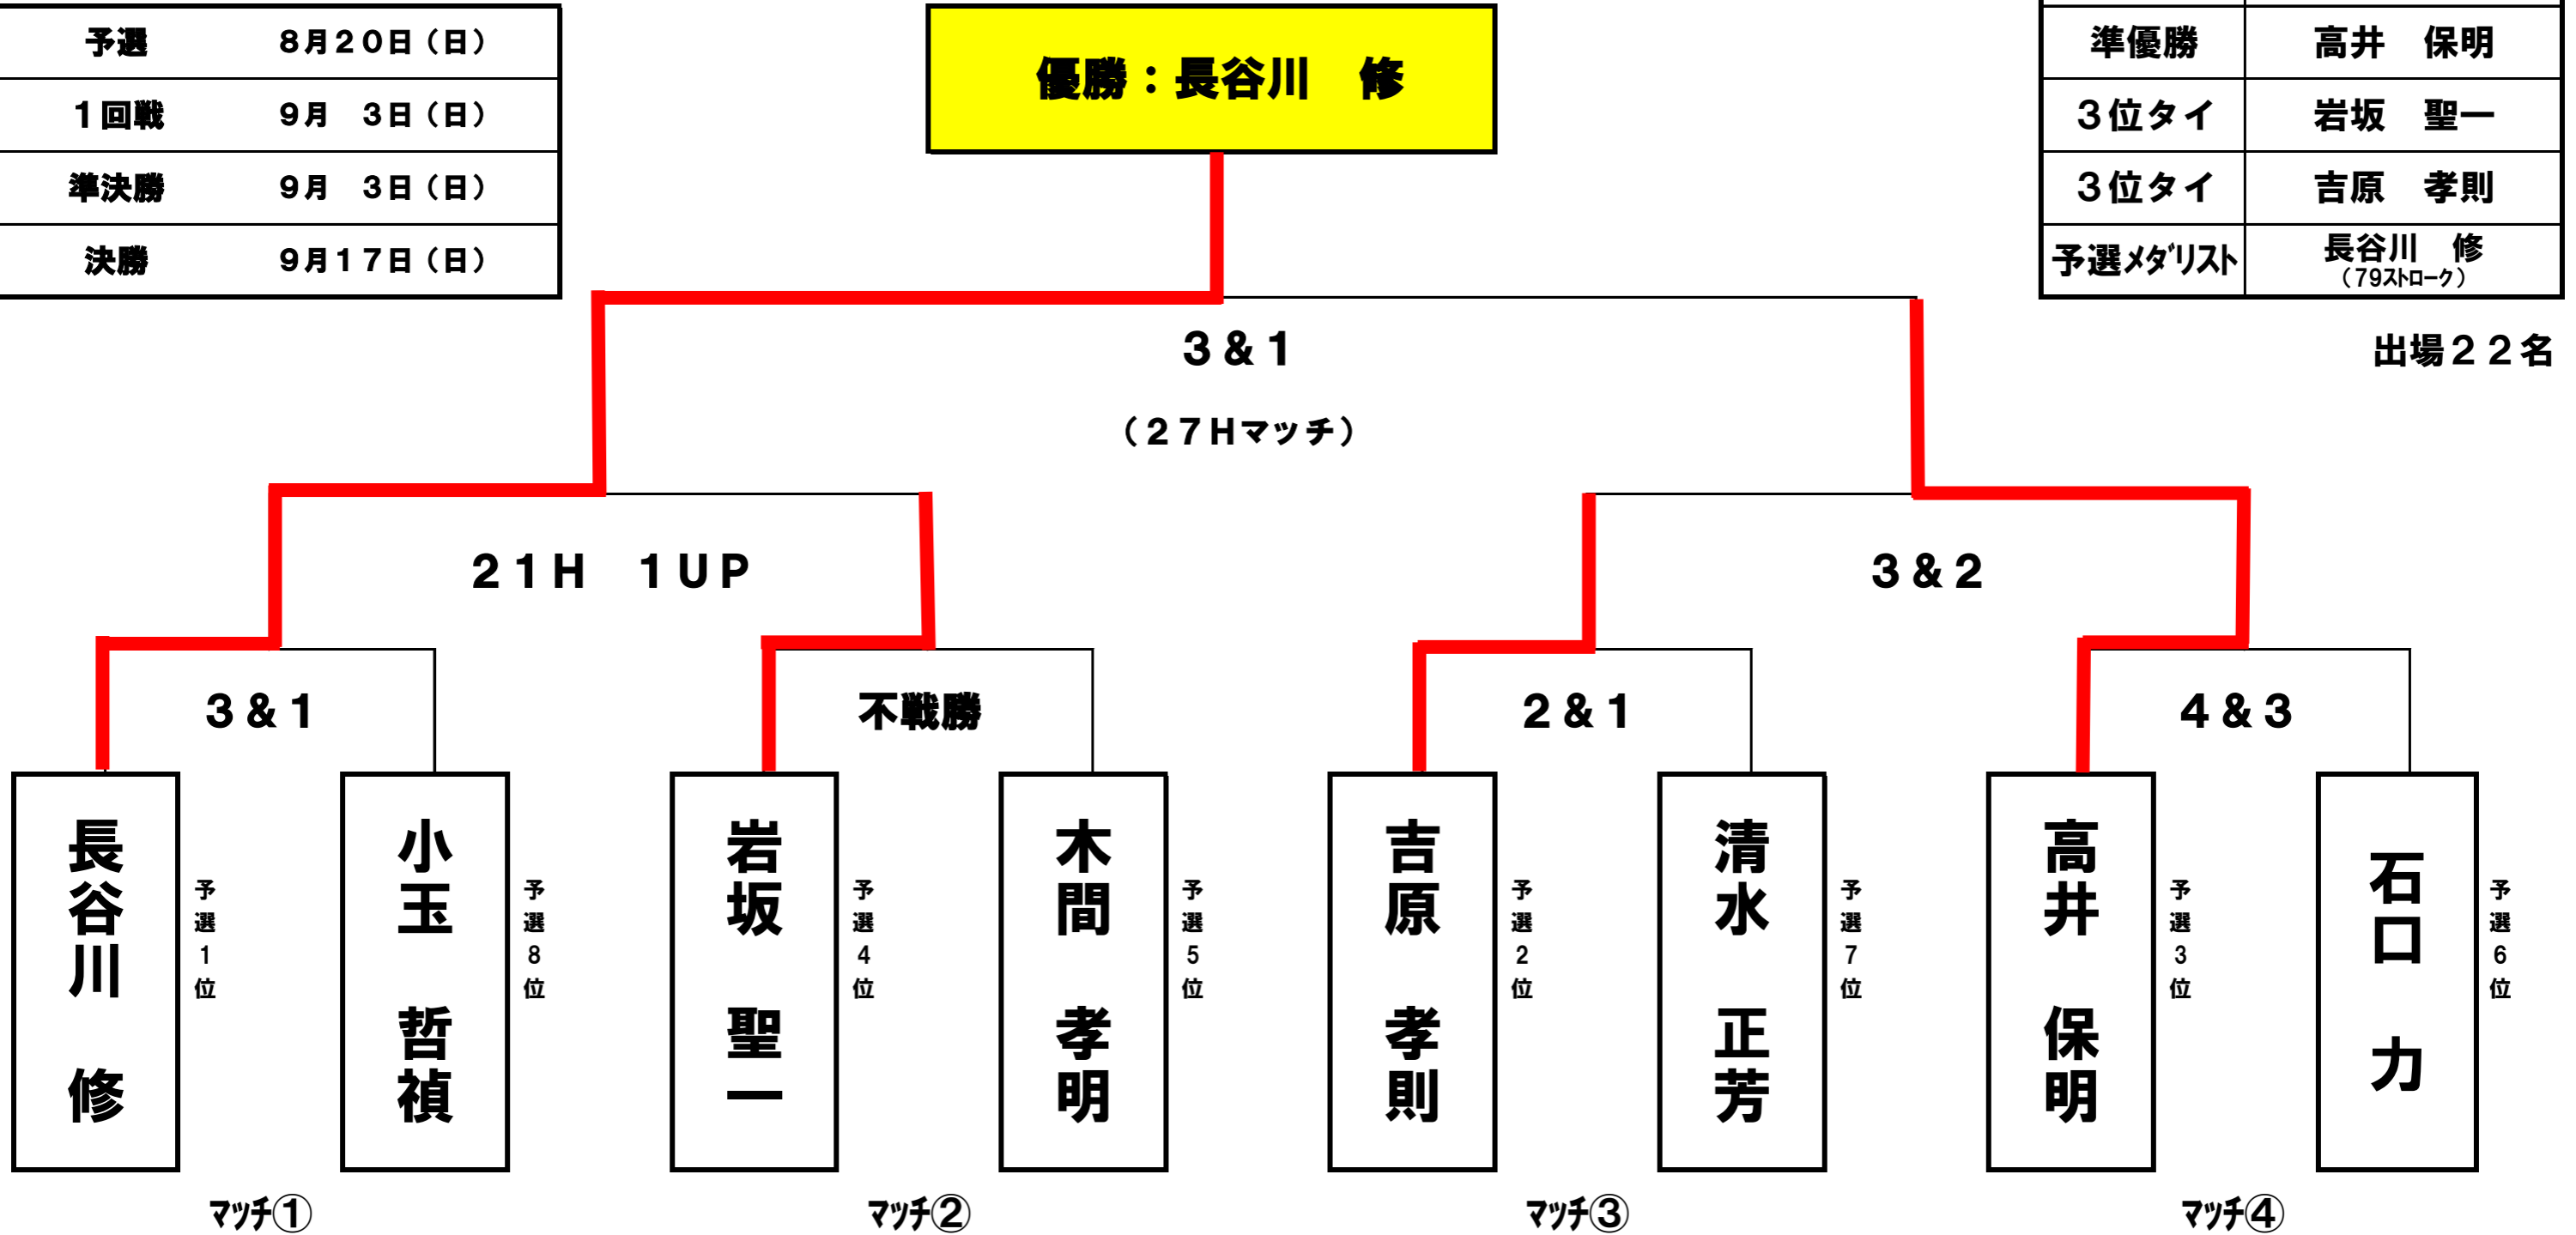 予選 8月20日（日）
1回戦 9月 3日（日）
準決勝 9月 3日（日）
決勝 9月17日（日）
優勝：長谷川 修
準優勝 高井 保明
3位タイ 岩坂 聖一
3位タイ 吉原 孝則
予選ﾒﾀﾞﾘｽﾄ 長谷川 修
（79ｽﾄﾛｰｸ）
出場22名
3＆1
（27Hマッチ）
21H 1UP
3＆2
3＆1
不戦勝
2＆1
4＆3
長谷川 修
予選1位
小玉 哲禎
予選8位
岩坂 聖一
予選4位
木間 孝明
予選5位
吉原 孝則
予選2位
清水 正芳
予選7位
高井 保明
予選3位
石口 力
予選6位
ﾏｯﾁ①
ﾏｯﾁ②
ﾏｯﾁ③
ﾏｯﾁ④